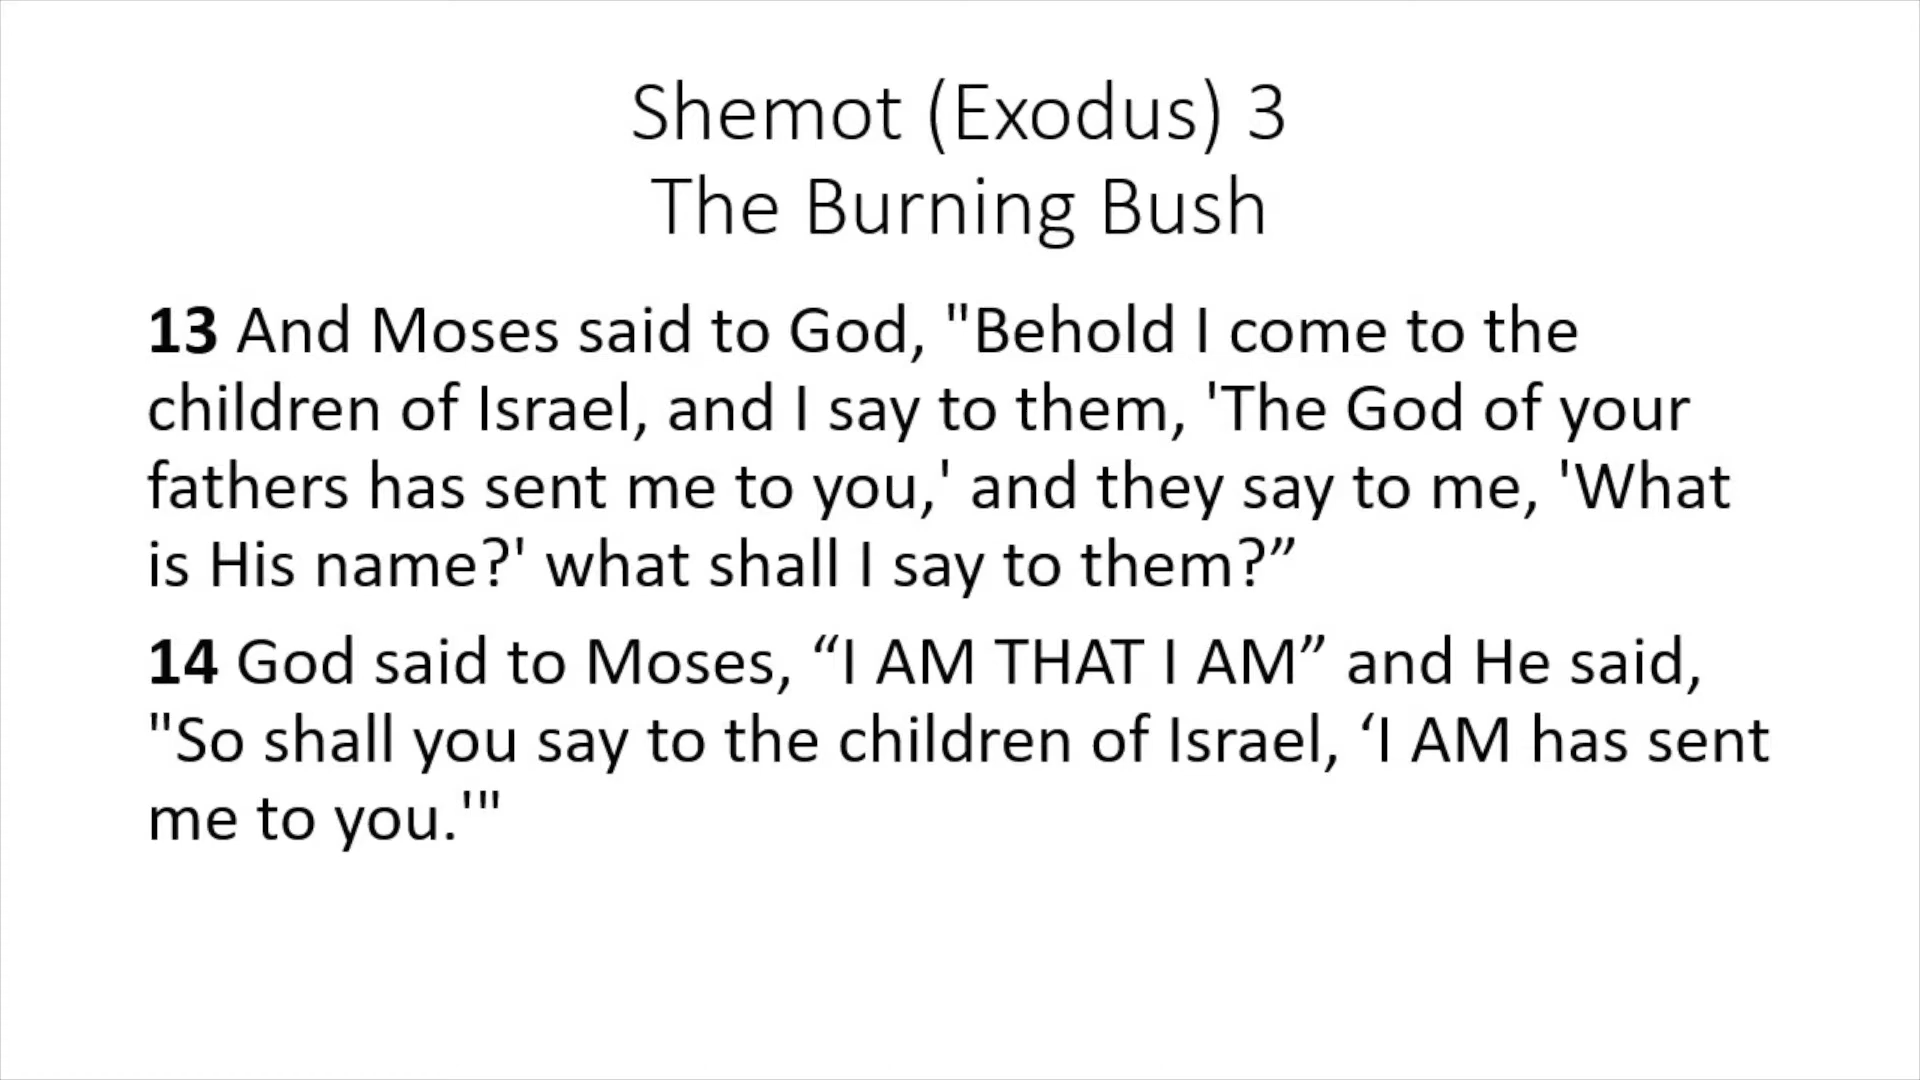 Shemot (Exodus) 3
The Burning Bush
13 And Moses said to God, "Behold I come to the
children of Israel, and I say to them, 'The God of your
fathers has sent me to you,' and they say to me, 'What
is His name?' what shall I say to them?”
14 God said to Moses, “I AM THAT I AM” and He said,
"So shall you say to the children of Israel, ‘I AM has sent
me to you.'"